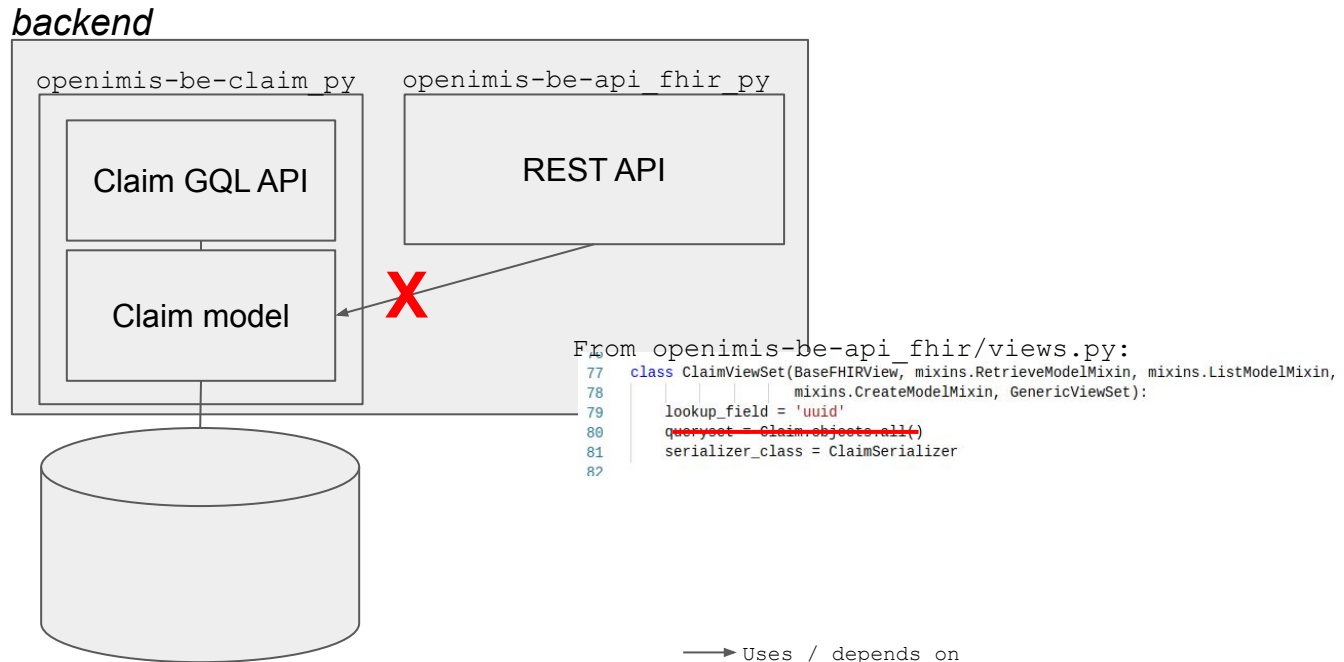 backend
openimis-be-claim_py
openimis-be-api_fhir_py
Claim GQL API
REST API
X
Claim model
From openimis-be-api_fhir/views.py:
77 class ClaimViewSet(BaseFHIRView, mixins.RetrieveModelMixin, mixins.ListModelMixin,
78 mixins.CreateModelMixin, GenericViewSet):
79 lookup_field = 'uuid'
80 queryset = Claim.objects.all()
81 serializer_class = ClaimSerializer
82
Uses / depends on